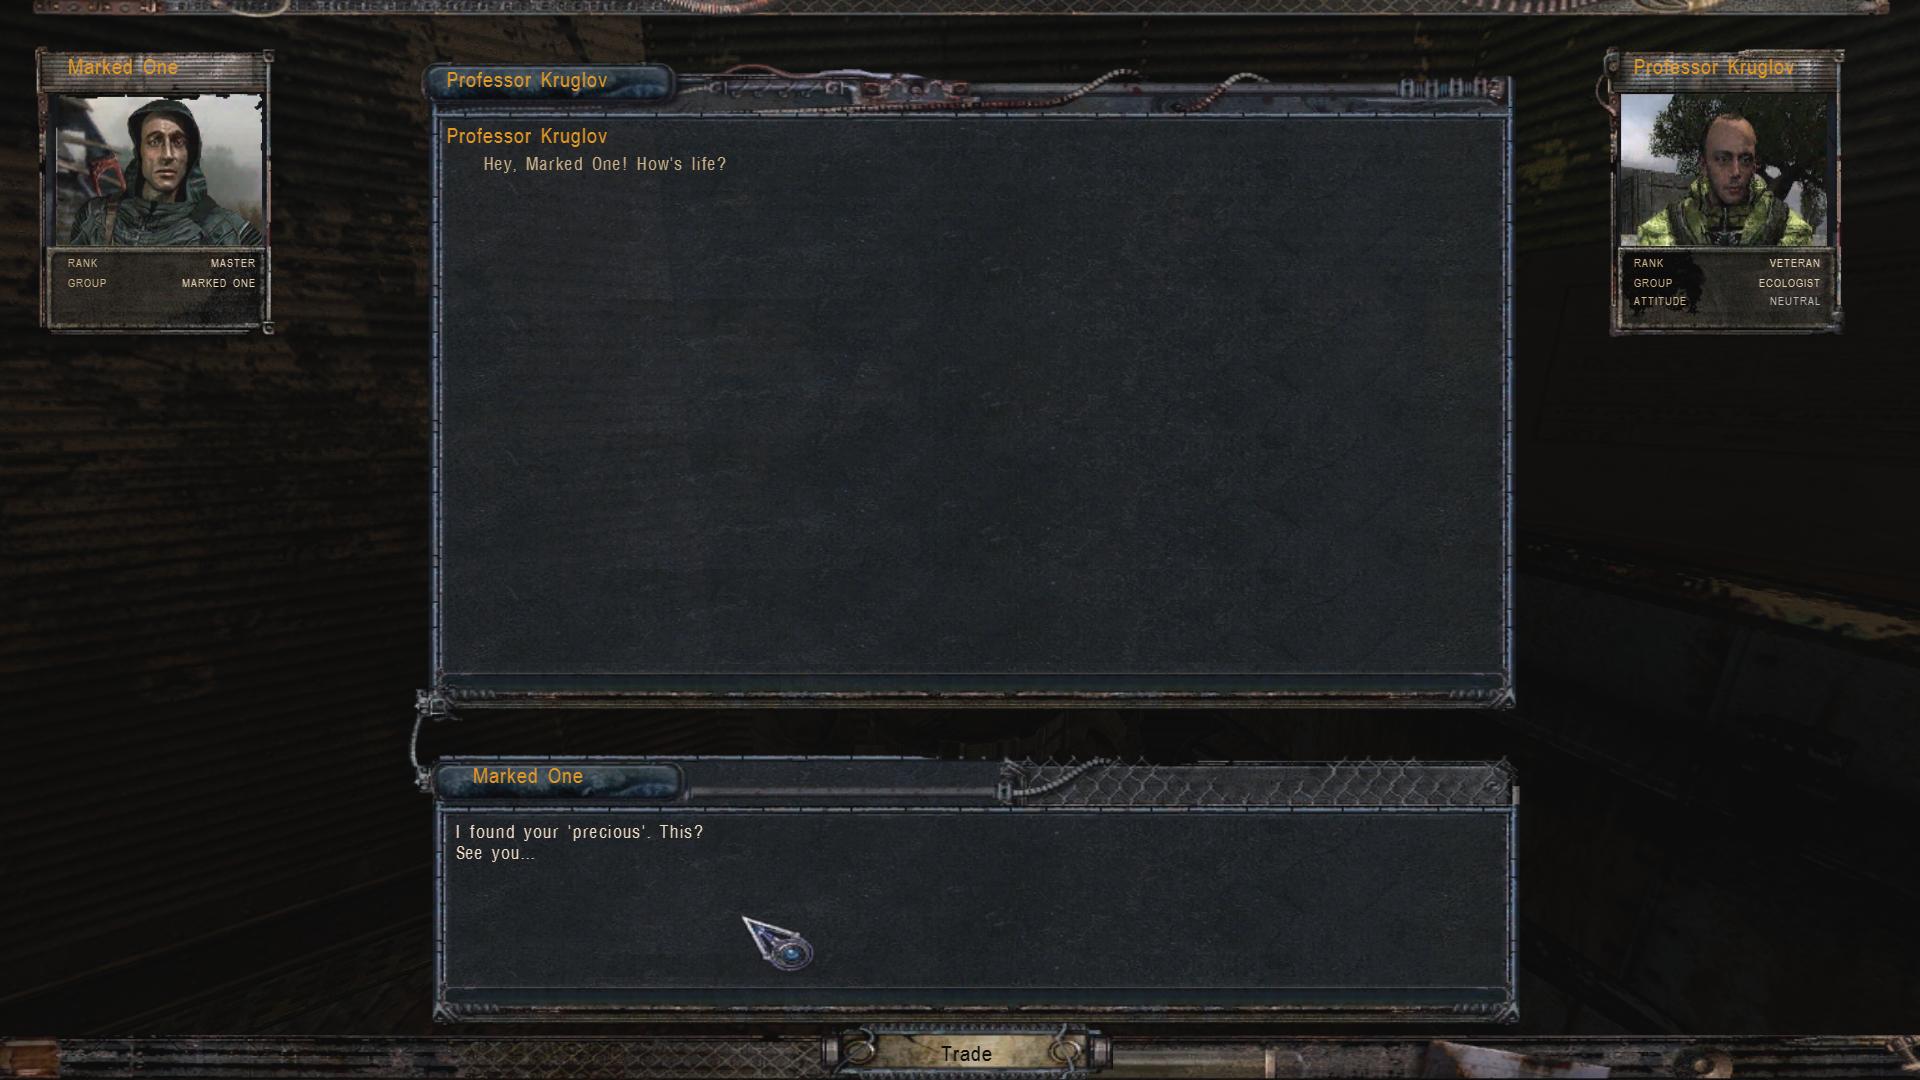 Marked One
Professor Kruglov
Professor Kruglov
Professor Kruglov
Hey, Marked One! How's life?
RANK MASTER
GROUP MARKED ONE
RANK VETERAN
GROUP ECOLOGIST
ATTITUDE NEUTRAL
Marked One
I found your 'precious'. This?
See you...
Trade